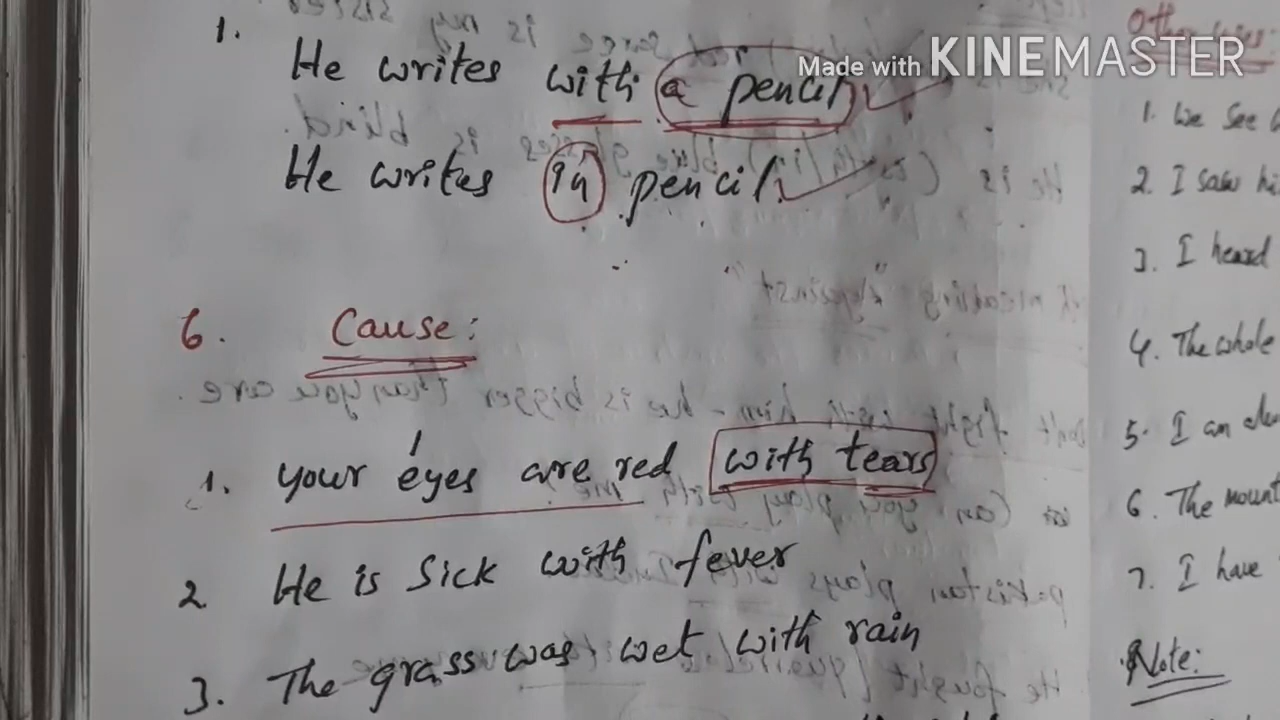 1.
He writes with a pencil
He writes in pencil.
6. Cause:
1. your eyes are red with tears
2 He is sick with fever
3. The grass was wet with rain
Made with KINEMASTER
1. We see
2. I saw
3. I heard
4. The whole
5. I am
6. The mount
7. I have
Note: